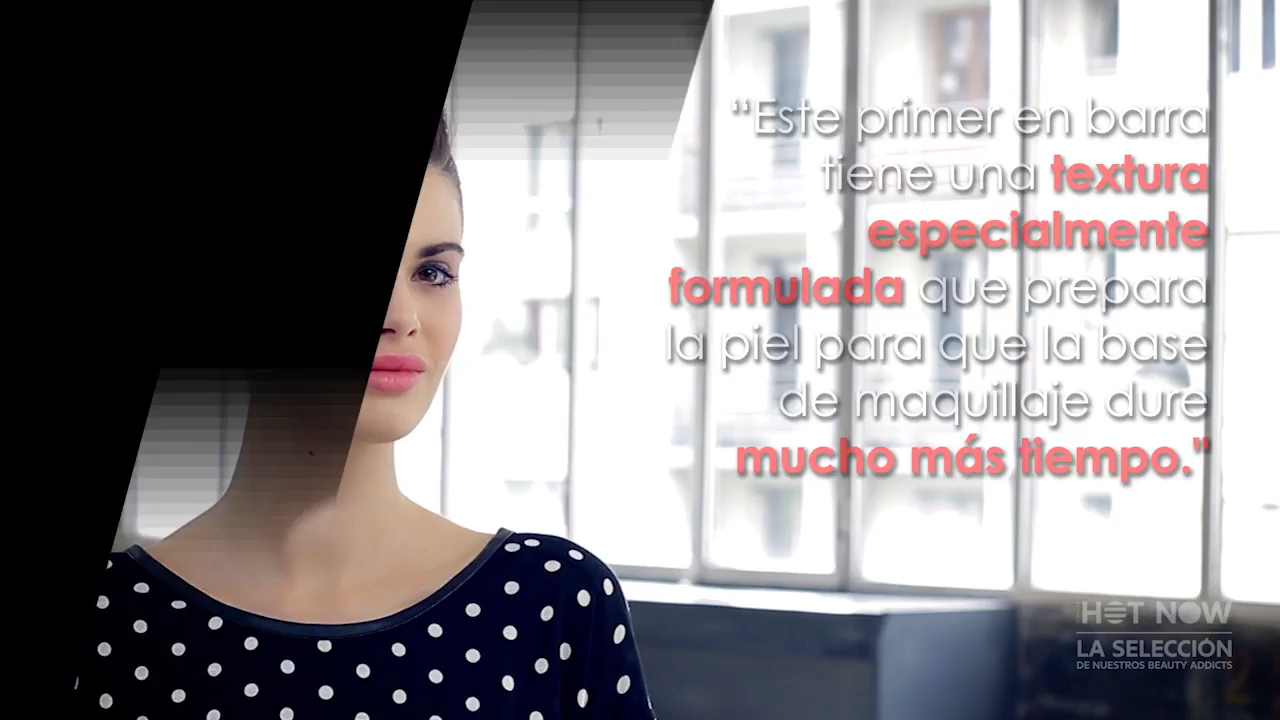 “Este primer en barra
tiene una textura
especialmente
formulada que prepara
la piel para que la base
de maquillaje dure
mucho más tiempo."
HOT NOW
LA SELECCIÓN
DE NUESTROS BEAUTY ADDICTS